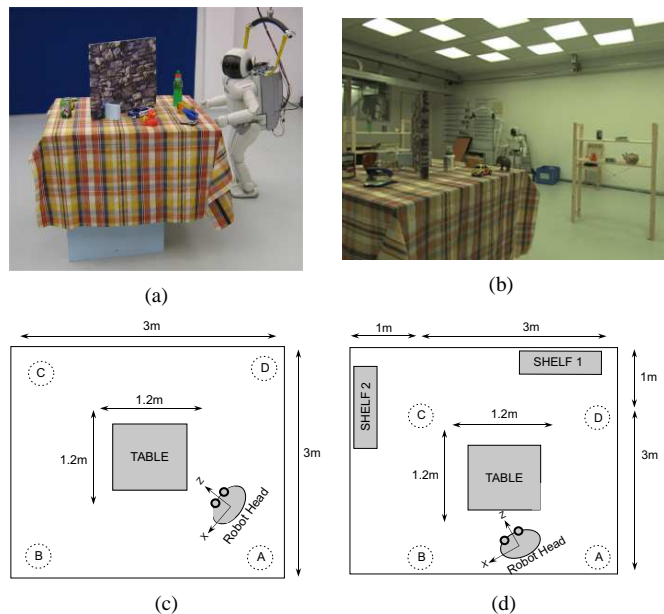 (a)
(b)
3m
1m
3m
C
D
1.2m
1.2m
TABLE
3m
z
x
Robot Head
B
A
SHELF 1
SHELF 2
1m
C
D
1.2m
1.2m
TABLE
3m
z
x
Robot Head
B
A
(c)
(d)